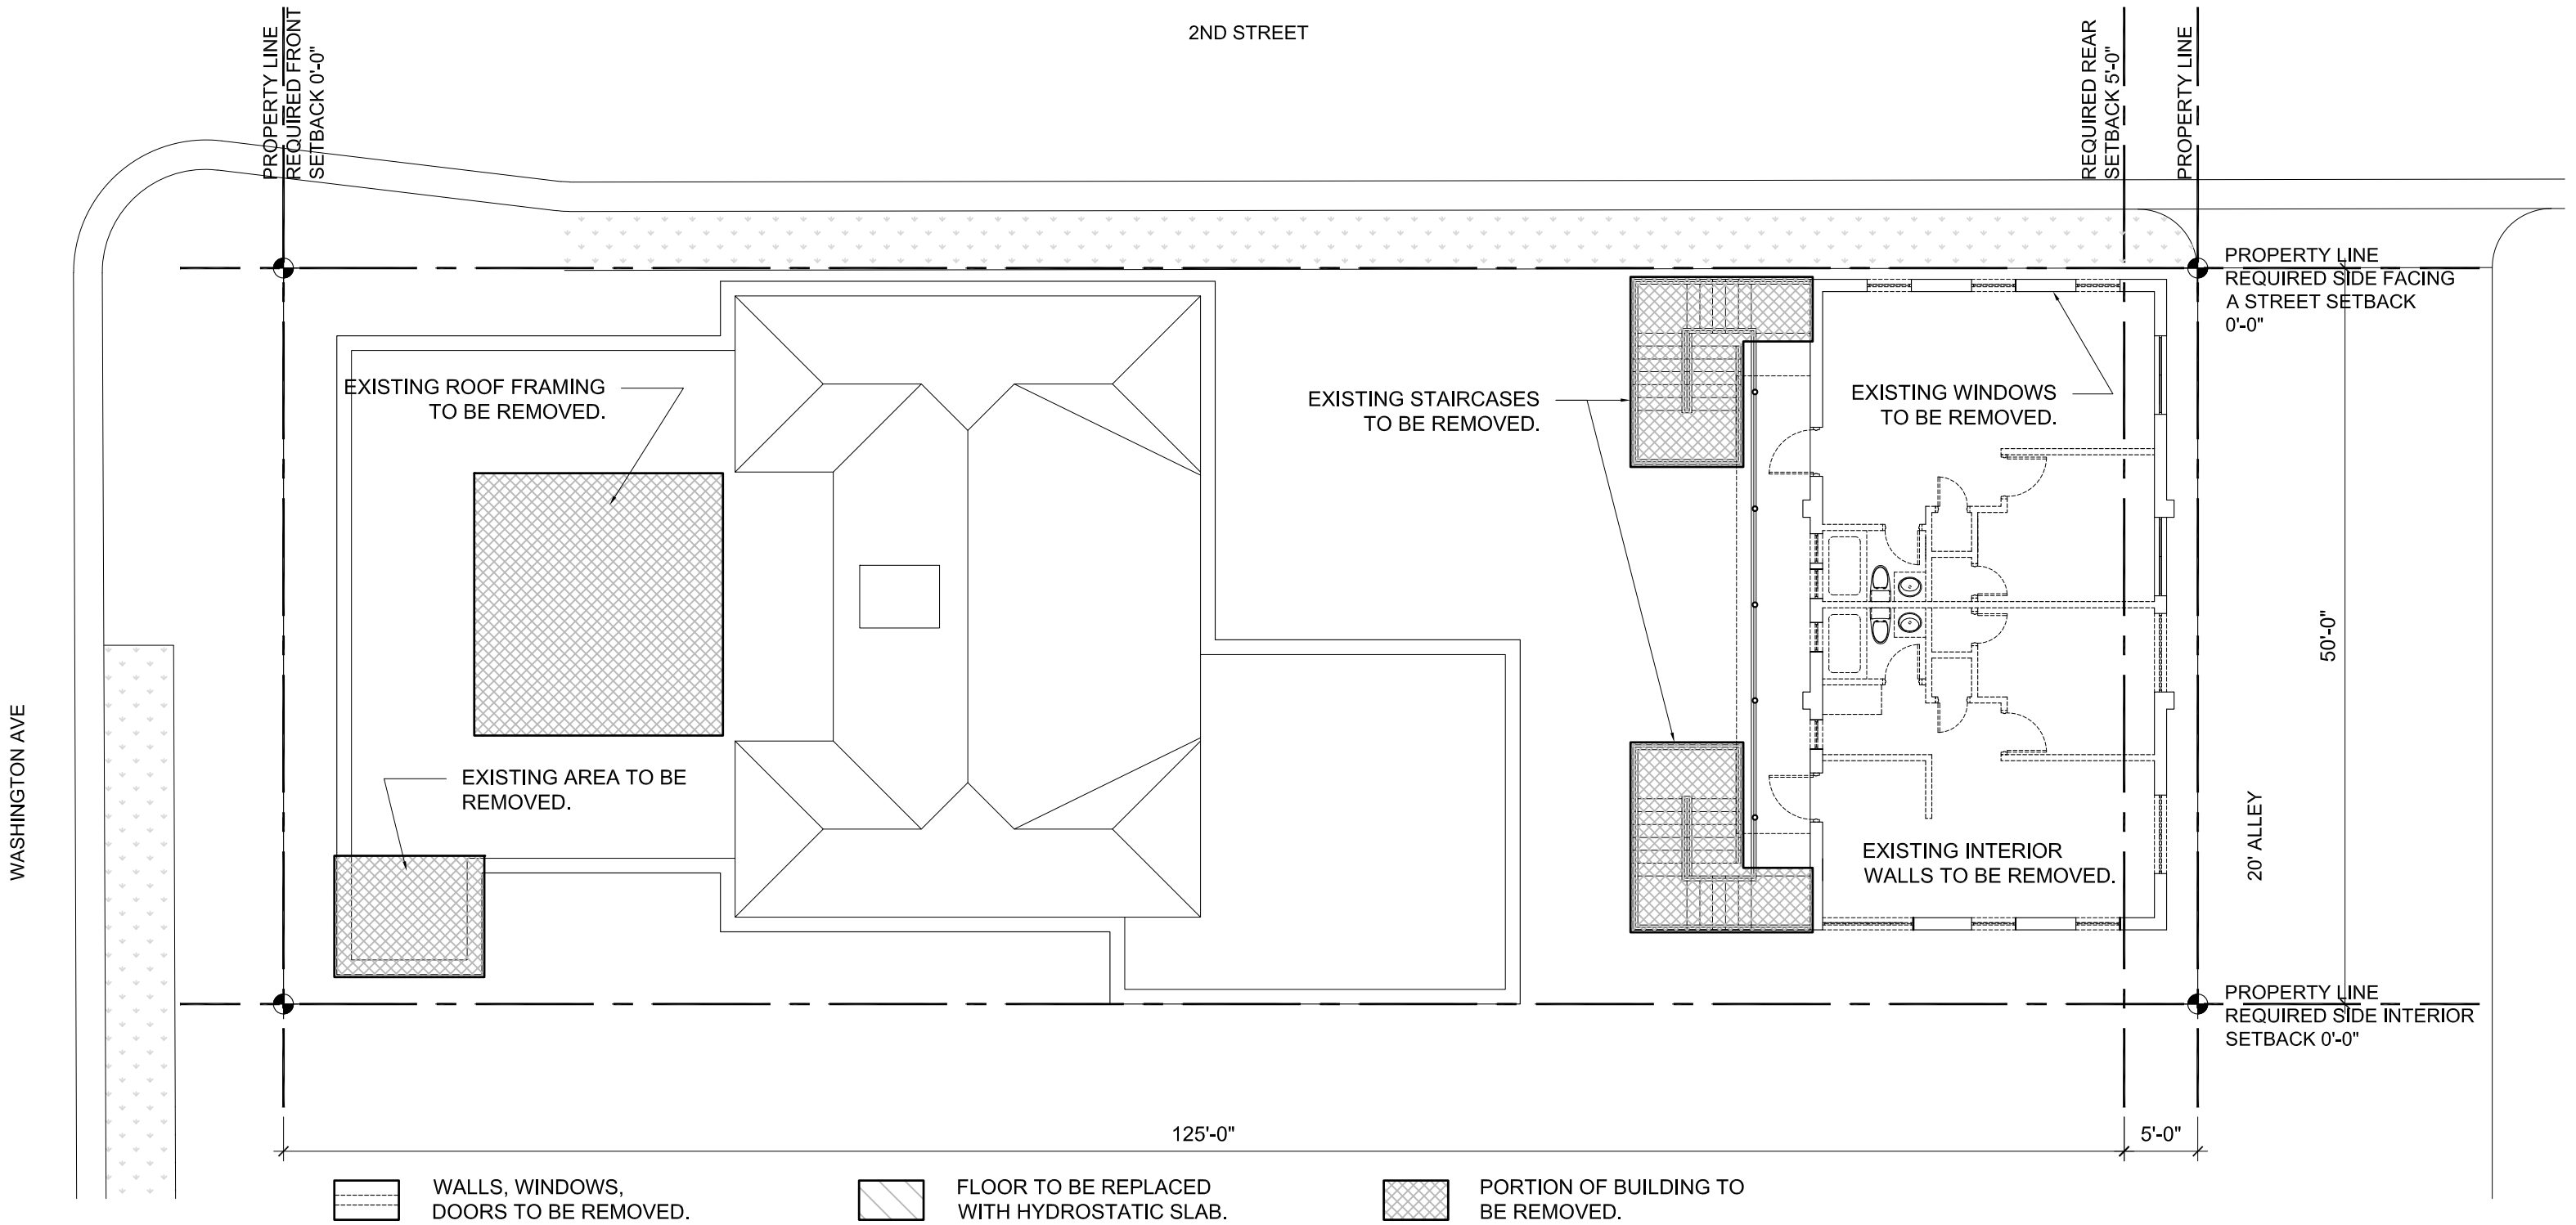 2ND STREET
PROPERTY LINE
REQUIRED FRONT
SETBACK 0'-0"
REQUIRED REAR
SETBACK 5'-0"
PROPERTY LINE
PROPERTY LINE
REQUIRED SIDE FACING
A STREET SETBACK
0'-0"
EXISTING ROOF FRAMING
TO BE REMOVED.
EXISTING STAIRCASES
TO BE REMOVED.
EXISTING WINDOWS
TO BE REMOVED.
50'-0"
WASHINGTON AVE
EXISTING AREA TO BE
REMOVED.
EXISTING INTERIOR
WALLS TO BE REMOVED.
20' ALLEY
PROPERTY LINE
REQUIRED SIDE INTERIOR
SETBACK 0'-0"
125'-0"
5'-0"
WALLS, WINDOWS,
DOORS TO BE REMOVED.
FLOOR TO BE REPLACED
WITH HYDROSTATIC SLAB.
PORTION OF BUILDING TO
BE REMOVED.